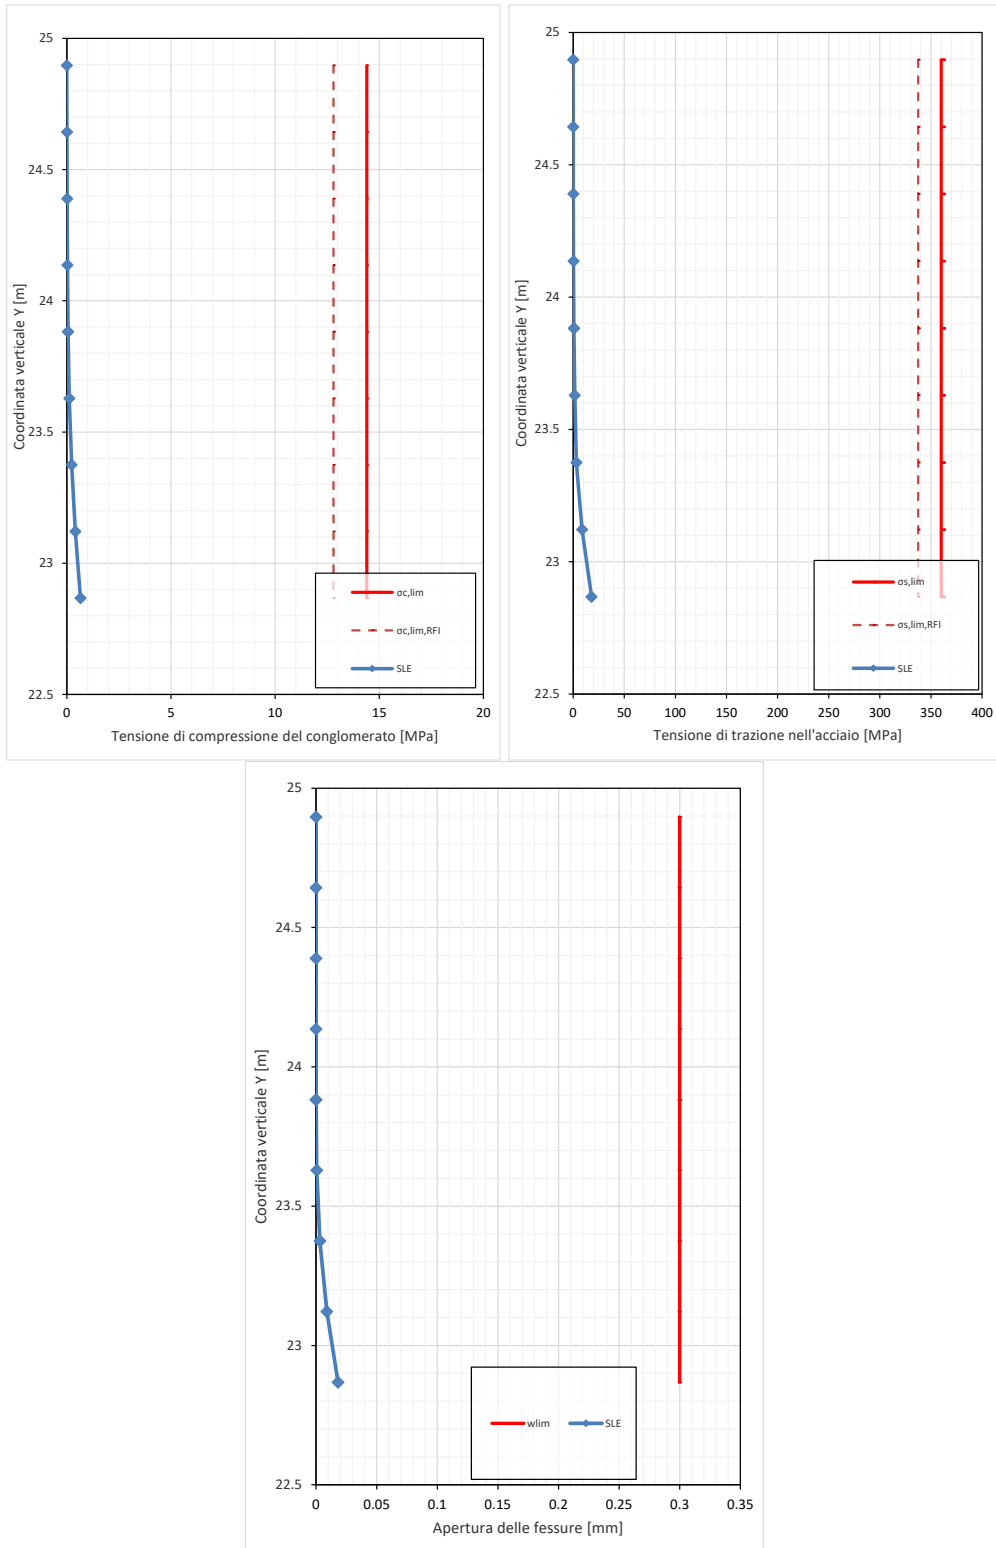 25
24.5
24
23.5
23
22.5
Coordinata verticale Y [m]
σc,lim
σc,lim,RFI
SLE
0 5 10 15 20
Tensione di compressione del conglomerato [MPa]
25
24.5
24
23.5
23
22.5
Coordinata verticale Y [m]
σs,lim
σs,lim,RFI
SLE
0 50 100 150 200 250 300 350 400
Tensione di trazione nell'acciaio [MPa]
25
24.5
24
23.5
23
22.5
Coordinata verticale Y [m]
wlim SLE
0 0.05 0.1 0.15 0.2 0.25 0.3 0.35
Apertura delle fessure [mm]